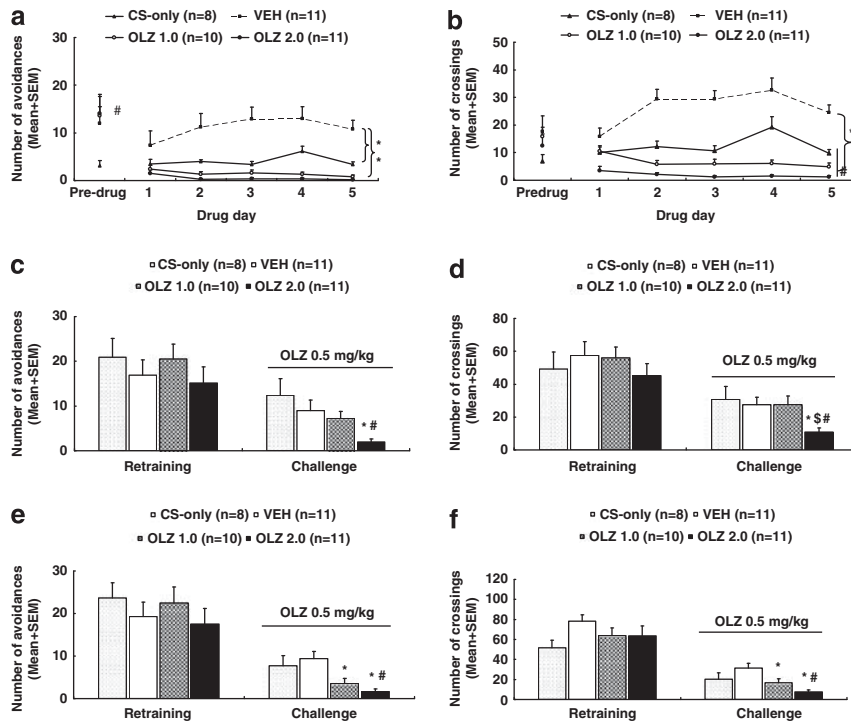 a
CS-only (n=8) VEH (n=11)
OLZ 1.0 (n=10) OLZ 2.0 (n=11)
Number of avoidances
(Mean+SEM)
30
20
10
0
#
*
*
Pre-drug 1 2 3 4 5
Drug day
b
CS-only (n=8) VEH (n=11)
OLZ 1.0 (n=10) OLZ 2.0 (n=11)
Number of crossings
(Mean+SEM)
50
40
30
20
10
0
*
#
Predrug 1 2 3 4 5
Drug day
c
CS-only (n=8) VEH (n=11)
OLZ 1.0 (n=10) OLZ 2.0 (n=11)
Number of avoidances
(Mean+SEM)
30
20
10
0
OLZ 0.5 mg/kg
* #
Retraining Challenge
d
CS-only (n=8) VEH (n=11)
OLZ 1.0 (n=10) OLZ 2.0 (n=11)
Number of crossings
(Mean+SEM)
80
60
40
20
0
OLZ 0.5 mg/kg
* $ #
Retraining Challenge
e
CS-only (n=8) VEH (n=11)
OLZ 1.0 (n=10) OLZ 2.0 (n=11)
Number of avoidances
(Mean+SEM)
30
20
10
0
OLZ 0.5 mg/kg
*
* #
Retraining Challenge
f
CS-only (n=8) VEH (n=11)
OLZ 1.0 (n=10) OLZ 2.0 (n=11)
Number of crossings
(Mean+SEM)
120
100
80
60
40
20
0
OLZ 0.5 mg/kg
*
* #
Retraining Challenge